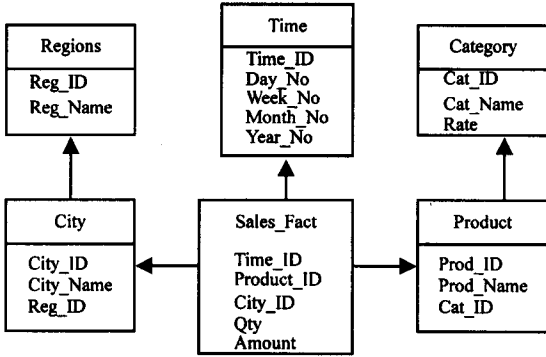 Regions
Reg_ID
Reg_Name
Time
Time_ID
Day_No
Week_No
Month_No
Year_No
Category
Cat_ID
Cat_Name
Rate
City
City_ID
City_Name
Reg_ID
Sales_Fact
Time_ID
Product_ID
City_ID
Qty
Amount
Product
Prod_ID
Prod_Name
Cat_ID